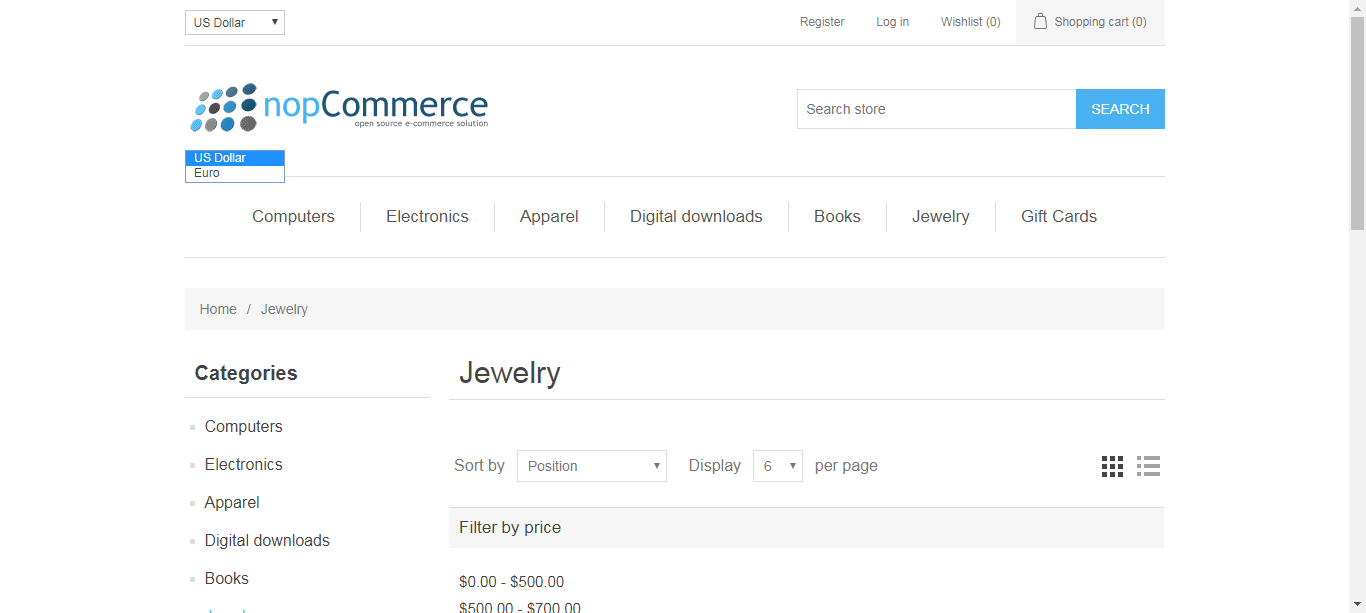 US Dollar Register Log in Wishlist (0) Shopping cart (0)
nopCommerce
open source e-commerce solution
Search store SEARCH
US Dollar
Euro
Computers Electronics Apparel Digital downloads Books Jewelry Gift Cards
Home / Jewelry
Categories
Computers
Electronics
Apparel
Digital downloads
Books
Jewelry
Sort by Position Display 6 per page
Filter by price
$0.00 - $500.00
$500.00 - $700.00